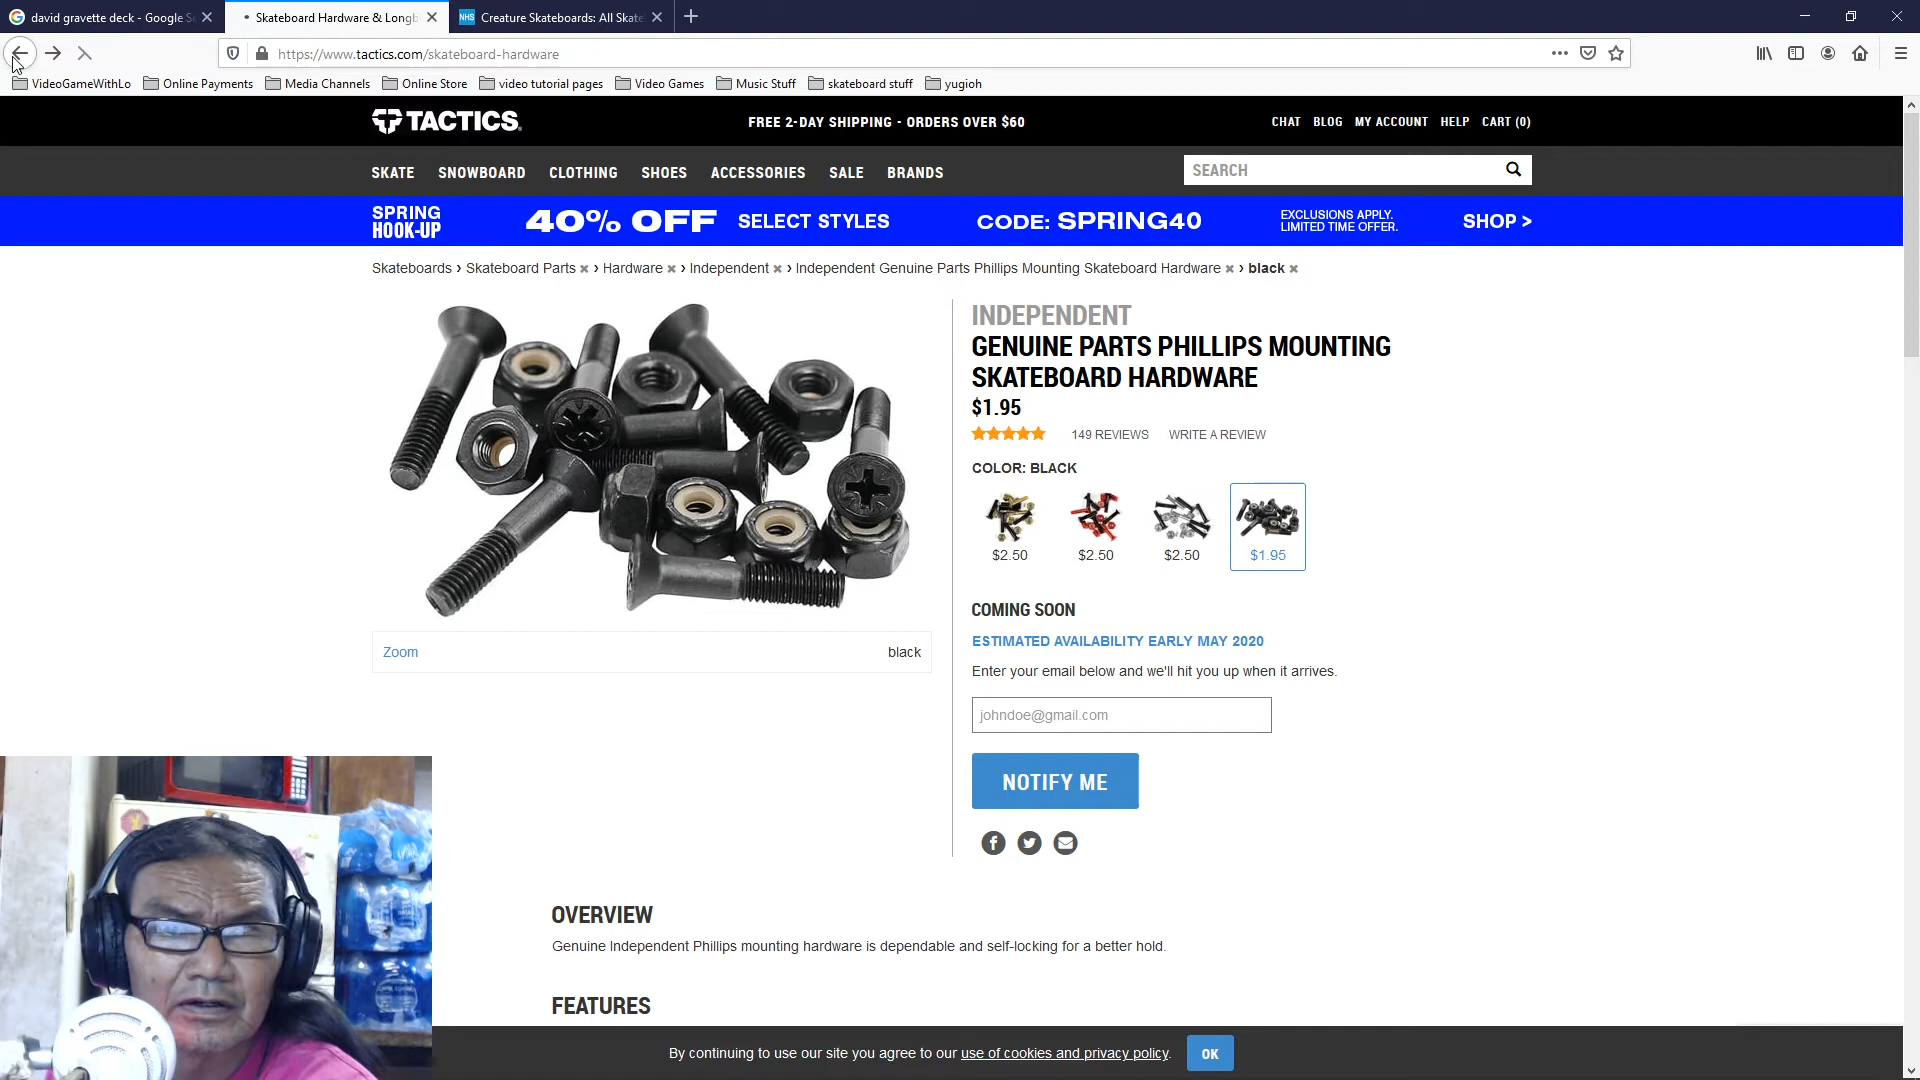 david gravette deck - Google S
Skateboard Hardware & Longb
NHS Creature Skateboards: All Skate
https://www.tactics.com/skateboard-hardware
VideoGameWithLo
Online Payments
Media Channels
Online Store
video tutorial pages
Video Games
Music Stuff
skateboard stuff
yugioh
TACTICS.
FREE 2-DAY SHIPPING - ORDERS OVER $60
CHAT BLOG MY ACCOUNT HELP CART (0)
SKATE SNOWBOARD CLOTHING SHOES ACCESSORIES SALE BRANDS
SEARCH
SPRING
HOOK-UP
40% OFF SELECT STYLES
CODE: SPRING40
EXCLUSIONS APPLY.
LIMITED TIME OFFER.
SHOP >
Skateboards › Skateboard Parts × › Hardware × › Independent × › Independent Genuine Parts Phillips Mounting Skateboard Hardware × › black ×
INDEPENDENT
GENUINE PARTS PHILLIPS MOUNTING
SKATEBOARD HARDWARE
$1.95
149 REVIEWS WRITE A REVIEW
COLOR: BLACK
$2.50 $2.50 $2.50 $1.95
COMING SOON
ESTIMATED AVAILABILITY EARLY MAY 2020
Enter your email below and we'll hit you up when it arrives.
johndoe@gmail.com
NOTIFY ME
Zoom black
OVERVIEW
Genuine Independent Phillips mounting hardware is dependable and self-locking for a better hold.
FEATURES
By continuing to use our site you agree to our use of cookies and privacy policy.
OK